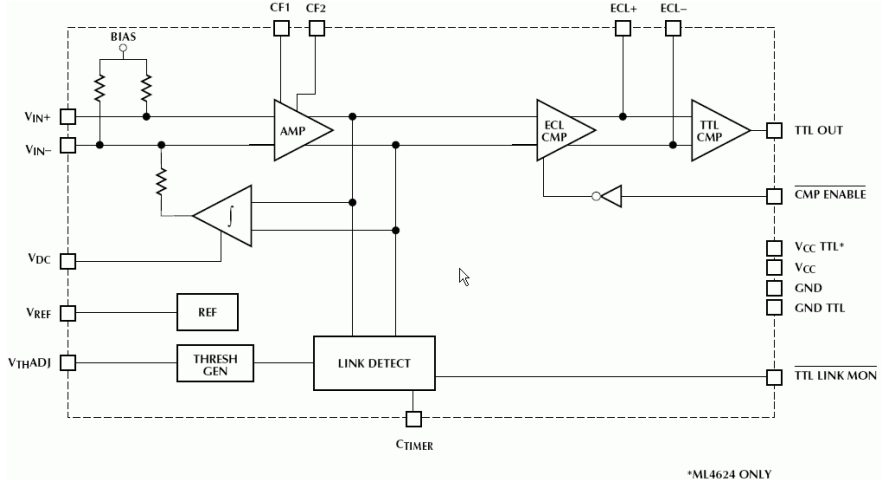 CF1 CF2 ECL+ ECL–
BIAS
VIN+
VIN–
AMP
ECL CMP
TTL CMP
TTL OUT
CMP ENABLE
∫
VDC
VCC TTL*
VCC
GND
GND TTL
VREF
REF
VTHADJ
THRESH GEN
LINK DETECT
TTL LINK MON
CTIMER
*ML4624 ONLY